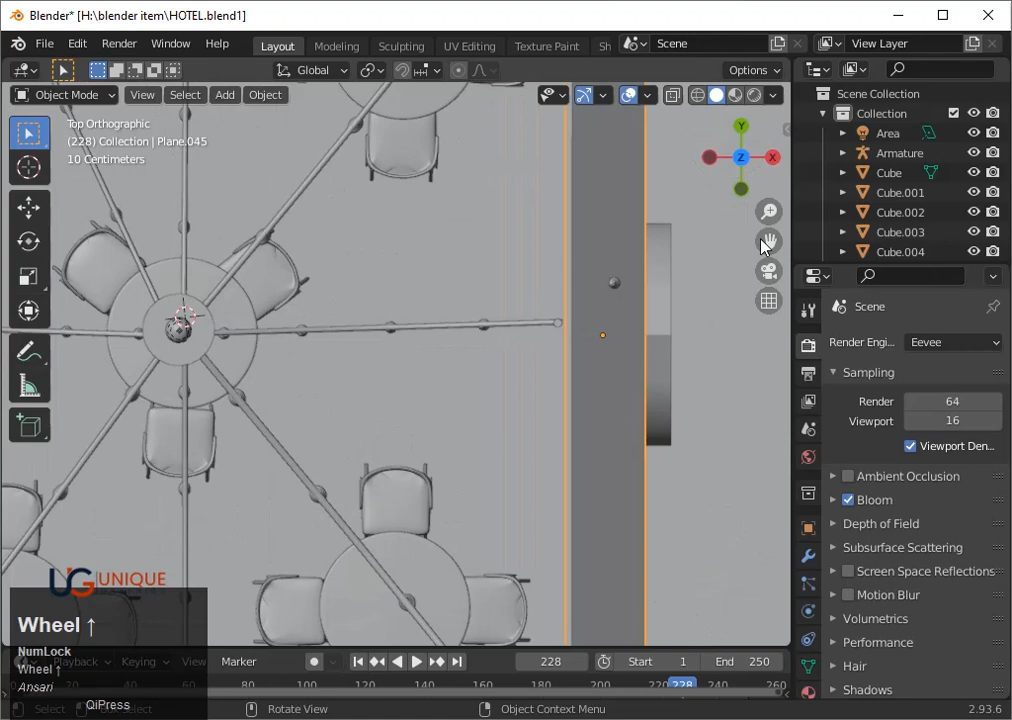 Blender* [H:\blender item\HOTEL.blend1]
File Edit Render Window Help
Layout Modeling Sculpting UV Editing Texture Paint Sh
Scene View Layer
Global Options
Object Mode View Select Add Object
Top Orthographic
(228) Collection | Plane.045
10 Centimeters
Y
Z
X
Scene Collection
Collection
Area
Armature
Cube
Cube.001
Cube.002
Cube.003
Cube.004
Scene
Render Engi... Eevee
Sampling
Render 64
Viewport 16
Viewport Den...
Ambient Occlusion
Bloom
Depth of Field
Subsurface Scattering
Screen Space Reflections
Motion Blur
Volumetrics
Performance
Hair
Shadows
UG UNIQUE
Wheel ↑
NumLock
Wheel ↑
Ansari
QiPress
Playback Keying View Marker
228 Start 1 End 250
80 100 120 140 160 180 200 220 228 240 260
Select Box Select Rotate View Object Context Menu 2.93.6